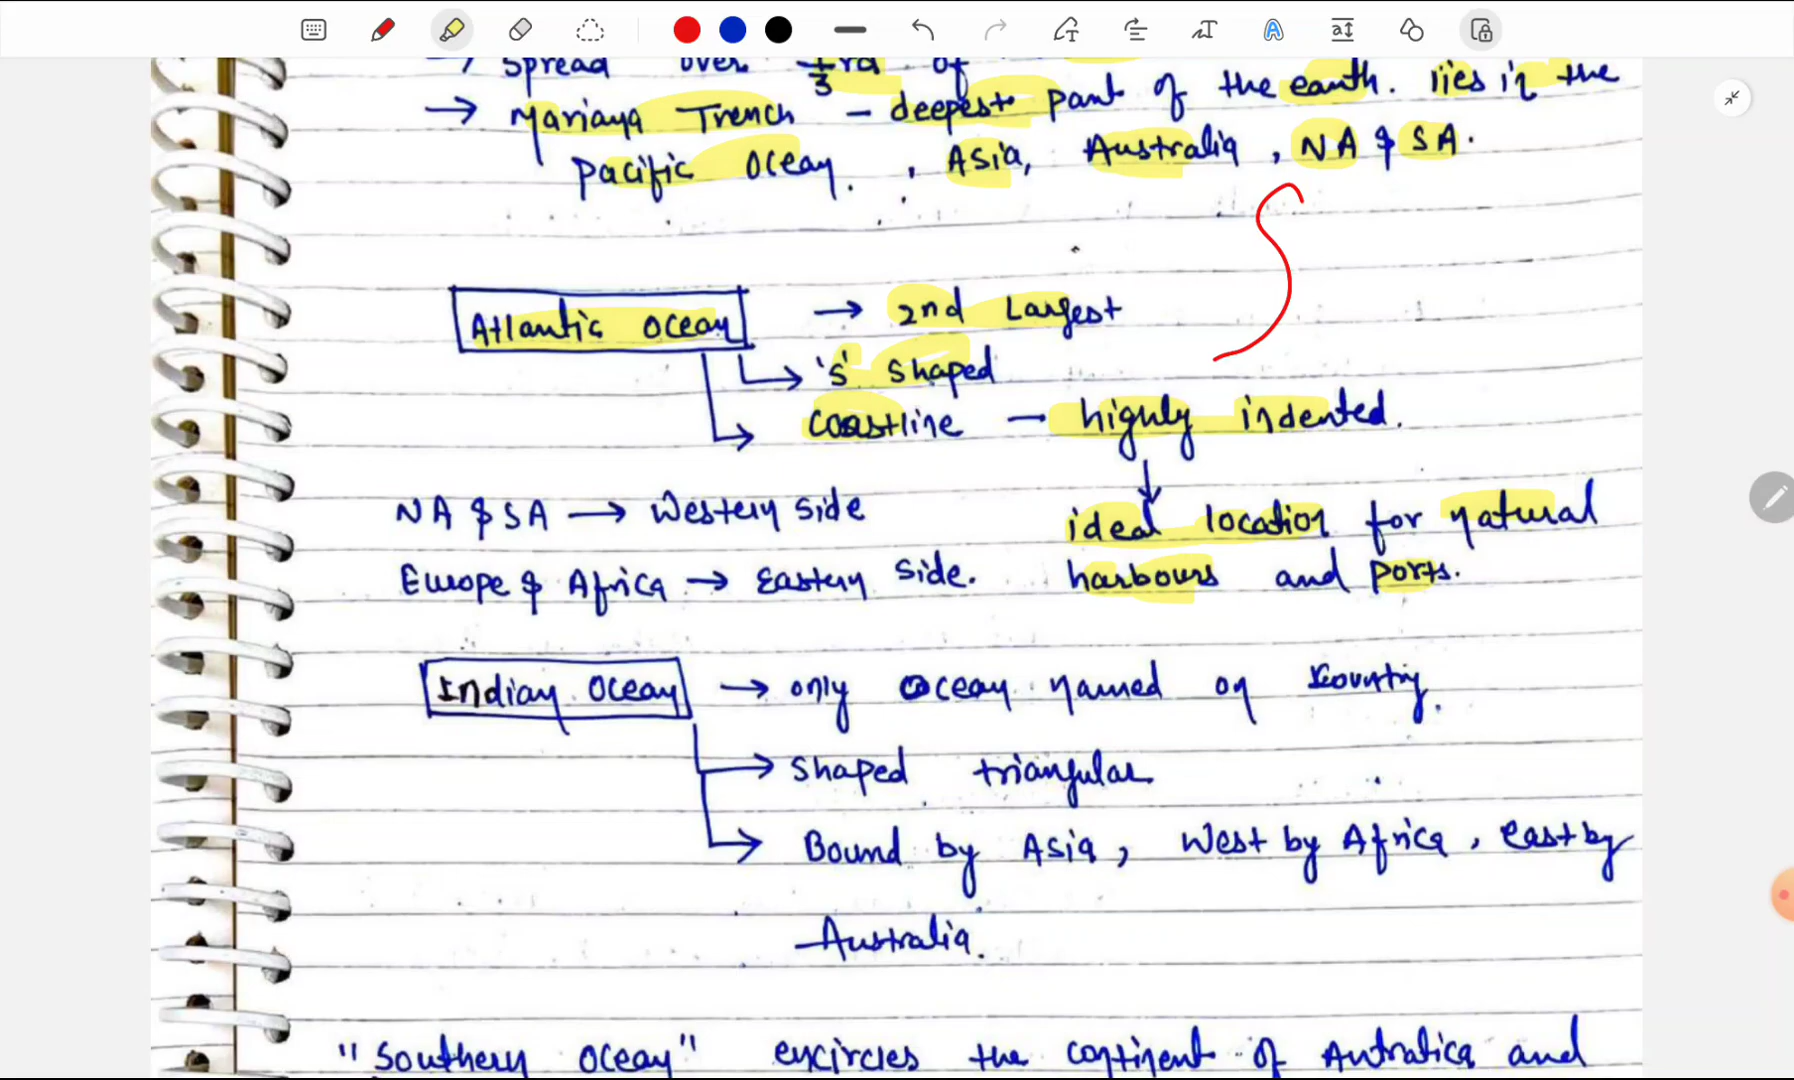 → Spread over 1/3rd of
→ Mariana Trench – deepest part of the earth. lies in the
Pacific Ocean. , Asia, Australia, NA & SA.
Atlantic Ocean → 2nd Largest
→ 's' shaped
→ Coastline – highly indented.
↓
NA & SA → Western side
ideal location for natural
Europe & Africa → Eastern side.
harbours and ports.
Indian Ocean → only Ocean named on country.
→ shaped triangular
→ Bound by Asia, West by Africa, east by
Australia.
"Southern Ocean" encircles the continent of Antratica and